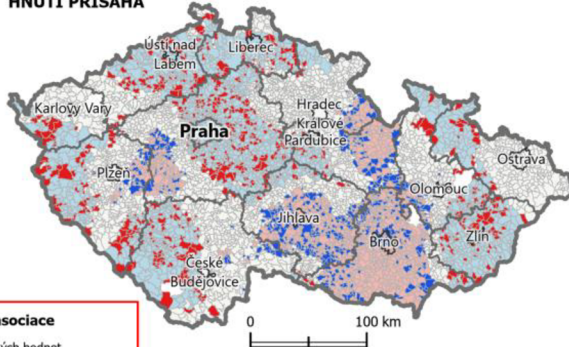 HNUTÍ PŘÍSAHA
Ústí nad
Labem
Liberec
Karlovy Vary
Praha
Hradec
Králové
Pardubice
Plzeň
Ostrava
Olomouc
Jihlava
Brno
Zlín
České
Budějovice
0
100 km
hodnot